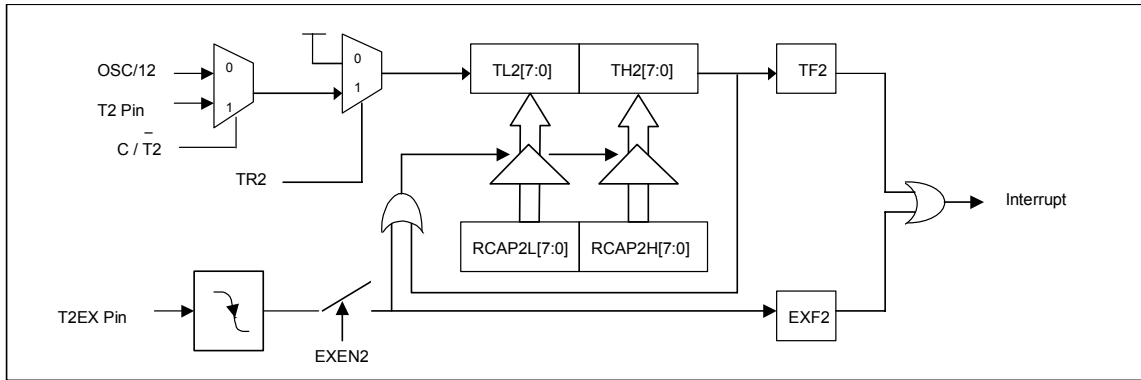 OSC/12
0
T2 Pin
1
C / T̅2
0
1
TR2
TL2[7:0]
TH2[7:0]
TF2
RCAP2L[7:0]
RCAP2H[7:0]
Interrupt
T2EX Pin
EXEN2
EXF2